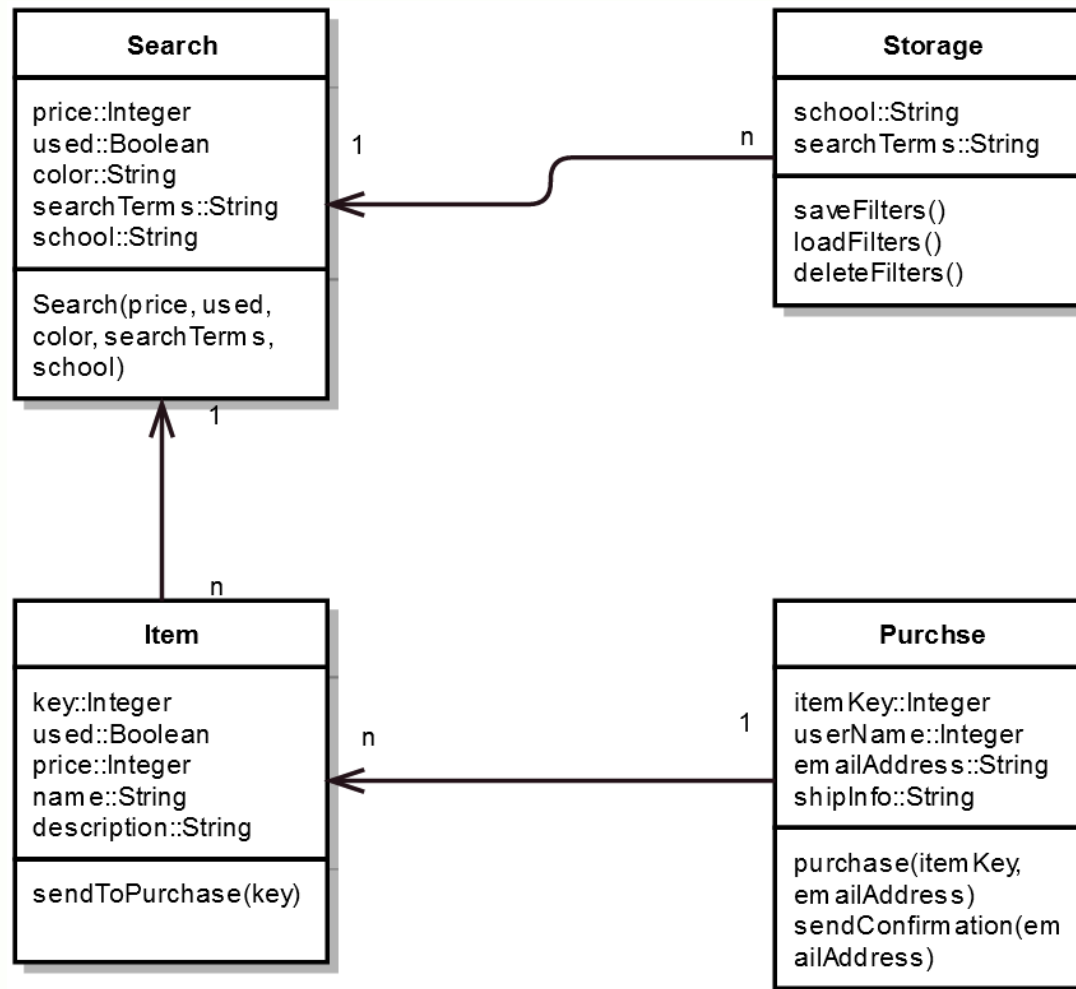 Search
price::Integer
used::Boolean
color::String
searchTerms::String
school::String
Search(price, used,
color, searchTerms,
school)
1
n
Storage
school::String
searchTerms::String
saveFilters()
loadFilters()
deleteFilters()
1
n
Item
key::Integer
used::Boolean
price::Integer
name::String
description::String
sendToPurchase(key)
n
1
Purchse
itemKey::Integer
userName::Integer
emailAddress::String
shipInfo::String
purchase(itemKey,
emailAddress)
sendConfirmation(em
ailAddress)